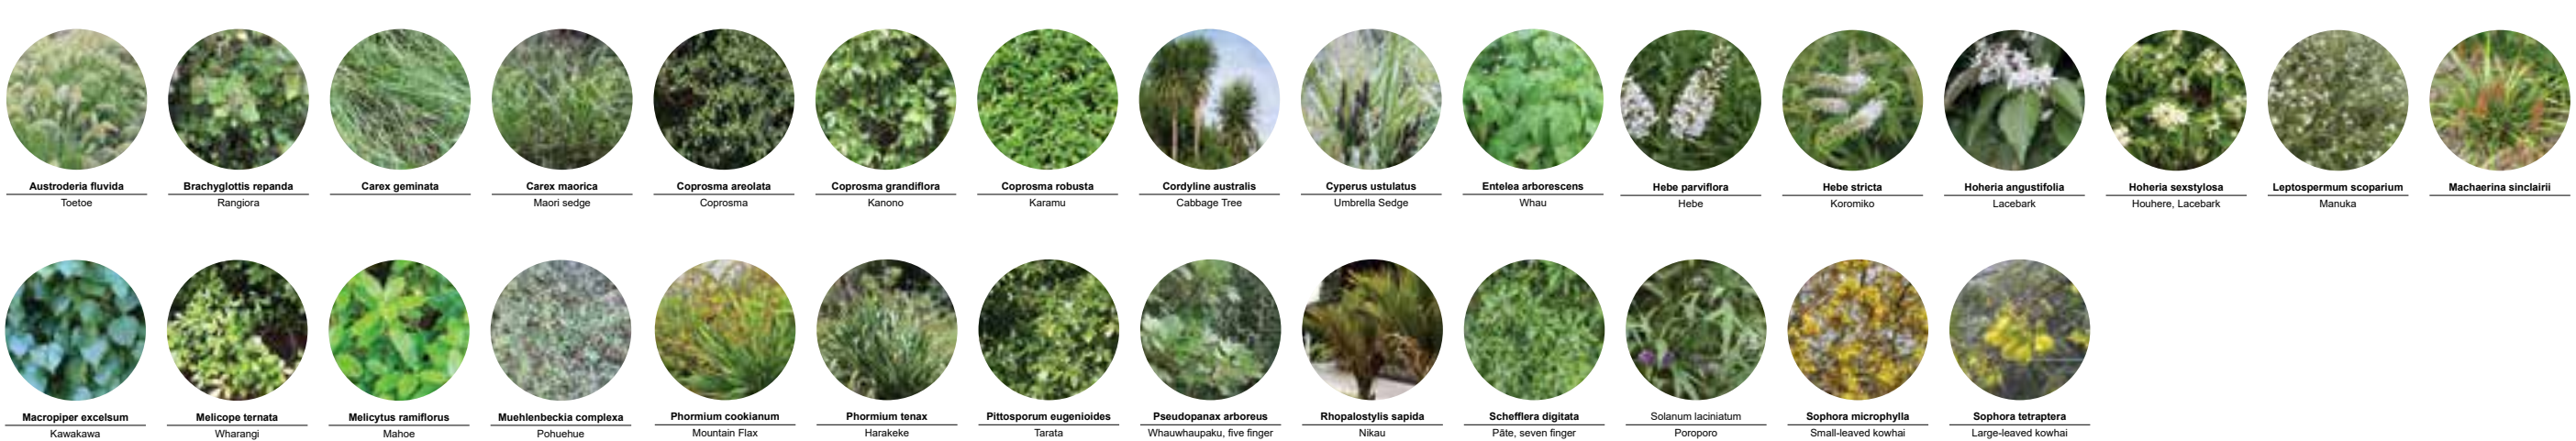 Austroderia fluvida
Toetoe
Brachyglottis repanda
Rangiora
Carex geminata
Carex maorica
Maori sedge
Coprosma areolata
Coprosma
Coprosma grandiflora
Kanono
Coprosma robusta
Karamu
Cordyline australis
Cabbage Tree
Cyperus ustulatus
Umbrella Sedge
Entelea arborescens
Whau
Hebe parviflora
Hebe
Hebe stricta
Koromiko
Hoheria angustifolia
Lacebark
Hoheria sexstylosa
Houhere, Lacebark
Leptospermum scoparium
Manuka
Machaerina sinclairii
Macropiper excelsum
Kawakawa
Melicope ternata
Wharangi
Melicytus ramiflorus
Mahoe
Muehlenbeckia complexa
Pohuehue
Phormium cookianum
Mountain Flax
Phormium tenax
Harakeke
Pittosporum eugenioides
Tarata
Pseudopanax arboreus
Whauwhaupaku, five finger
Rhopalostylis sapida
Nikau
Schefflera digitata
Pāte, seven finger
Solanum laciniatum
Poroporo
Sophora microphylla
Small-leaved kowhai
Sophora tetraptera
Large-leaved kowhai